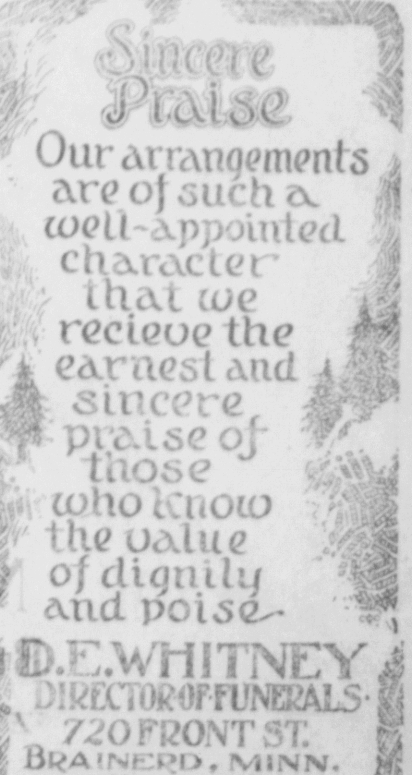 Sincere
Praise
Our arrangements
are of such a
well-appointed
character
that we
recieve the
earnest and
sincere
praise of
those
who know
the value
of dignity
and poise
D.E. WHITNEY
DIRECTOR·OF·FUNERALS·
720 FRONT ST.
BRAINERD, MINN.